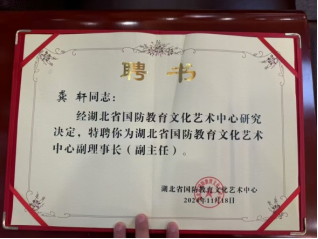 聘书
龚 轩同志：
经湖北省国防教育文化艺术中心研究
决定，特聘你为湖北省国防教育文化艺术
中心副理事长（副主任）。
湖北省国防教育文化艺术中心
2024年11月18日